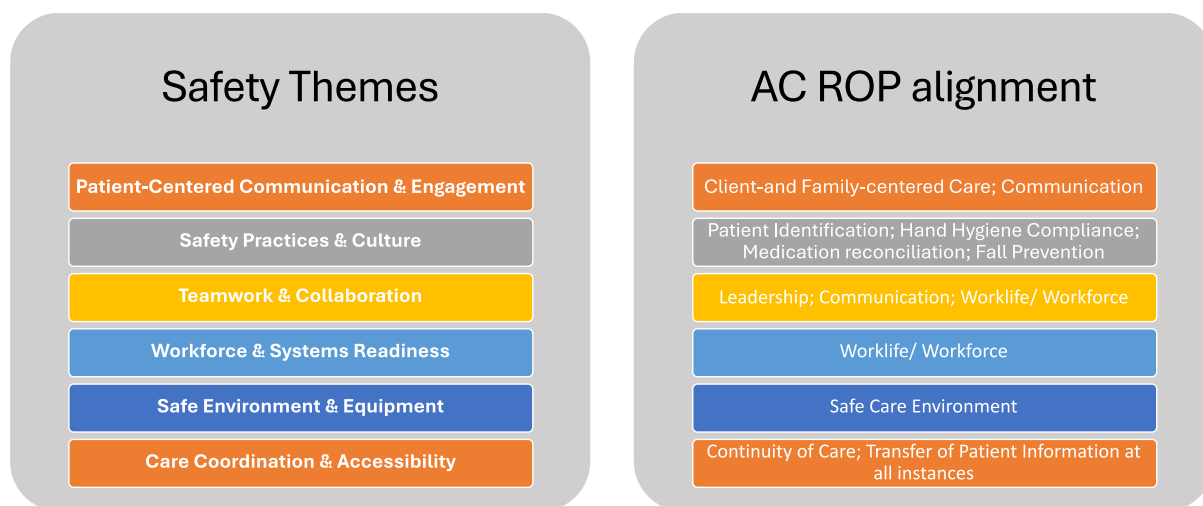 Safety Themes
Patient-Centered Communication & Engagement
Safety Practices & Culture
Teamwork & Collaboration
Workforce & Systems Readiness
Safe Environment & Equipment
Care Coordination & Accessibility
AC ROP alignment
Client-and Family-centered Care; Communication
Patient Identification; Hand Hygiene Compliance;
Medication reconciliation; Fall Prevention
Leadership; Communication; Worklife/ Workforce
Worklife/ Workforce
Safe Care Environment
Continuity of Care; Transfer of Patient Information at
all instances